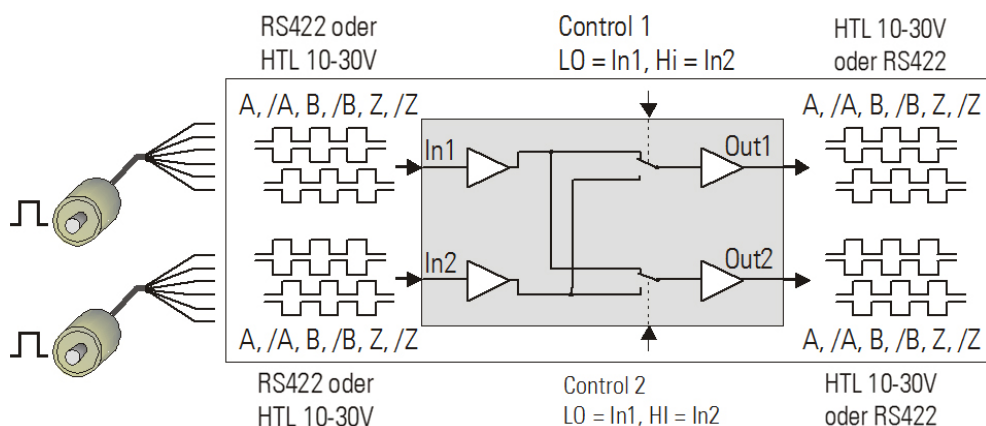 RS422 oder
HTL 10-30V
Control 1
LO = In1, Hi = In2
HTL 10-30V
oder RS422
A, /A, B, /B, Z, /Z
A, /A, B, /B, Z, /Z
In1
Out1
In2
Out2
A, /A, B, /B, Z, /Z
A, /A, B, /B, Z, /Z
RS422 oder
HTL 10-30V
Control 2
LO = In1, HI = In2
HTL 10-30V
oder RS422